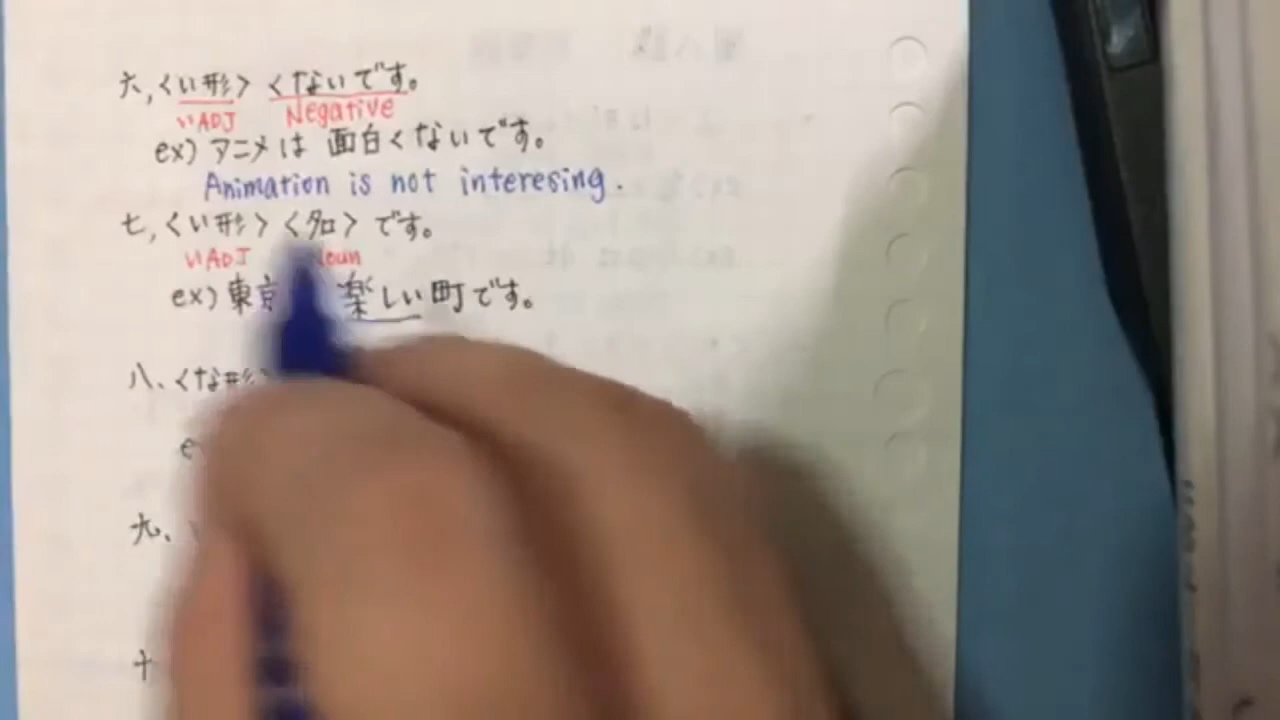 六、<い形> くないです。
いADJ Negative
ex) アニメは 面白くないです。
Animation is not interesing.
七、<い形> <名> です。
いADJ Noun
ex) 東京 楽しい町です。
八、<な形>
九、
十